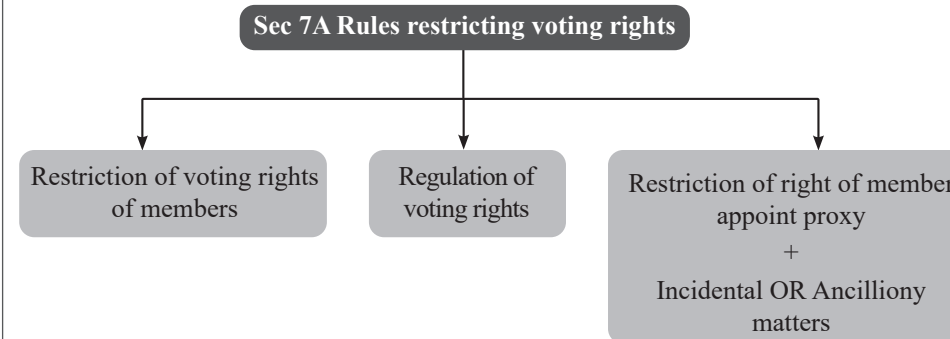 Sec 7A Rules restricting voting rights
Restriction of voting rights
of members
Regulation of
voting rights
Restriction of right of member
appoint proxy
+
Incidental OR Ancilliony
matters